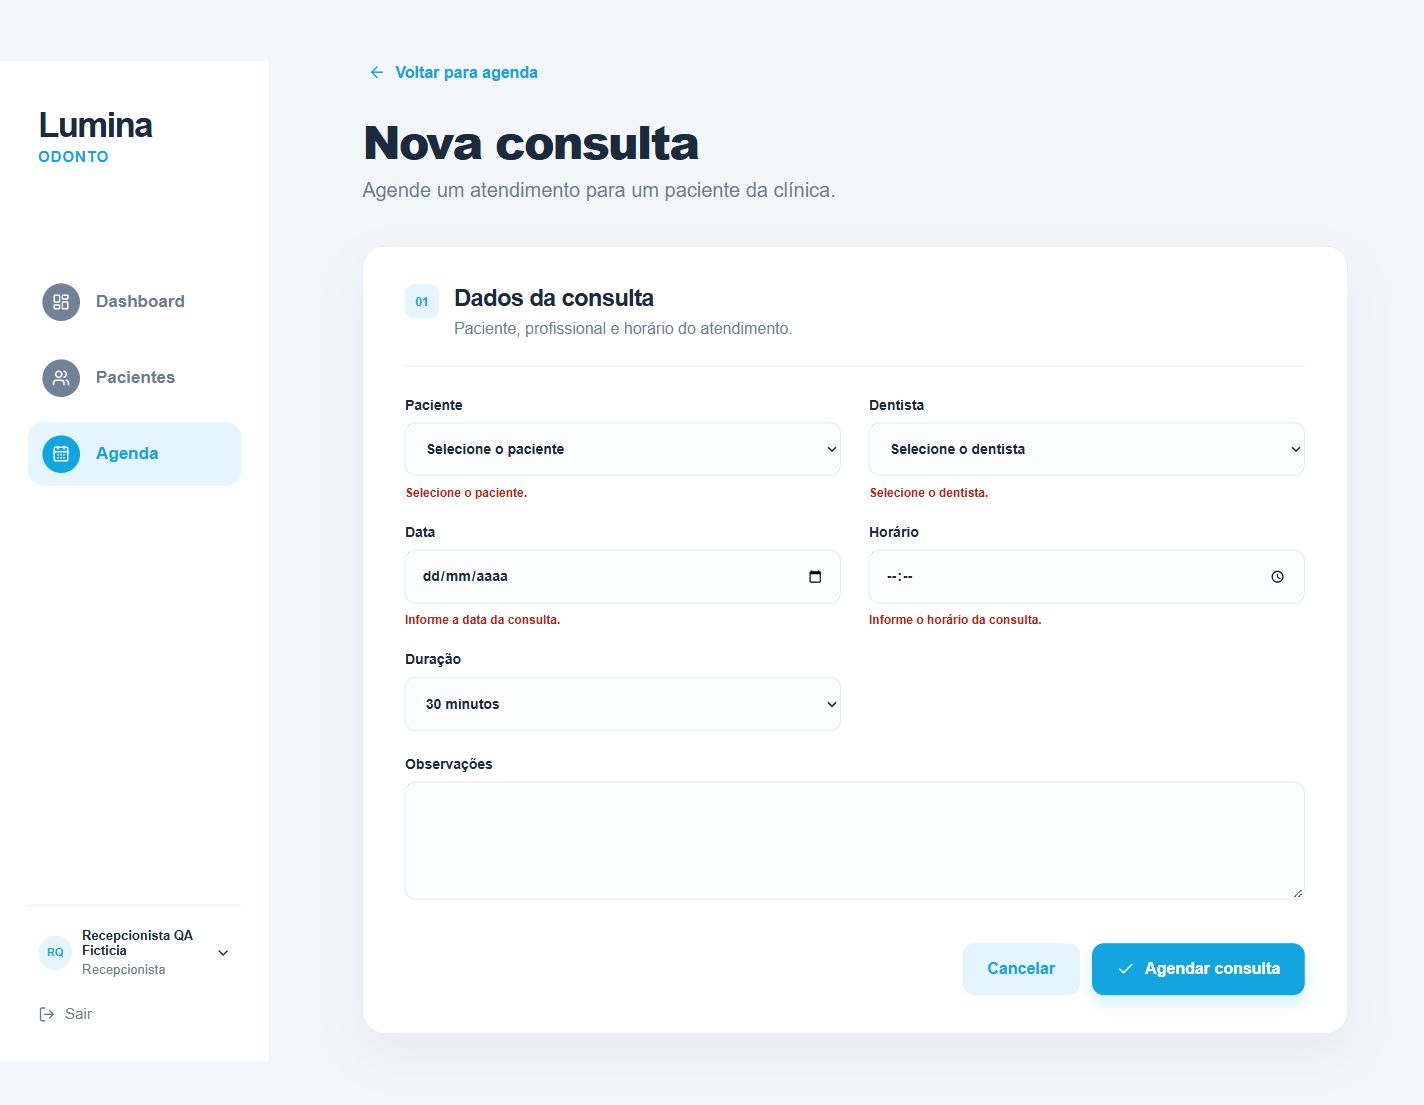 Voltar para agenda
Lumina
ODONTO
Nova consulta
Agende um atendimento para um paciente da clínica.
Dashboard
Pacientes
Agenda
01
Dados da consulta
Paciente, profissional e horário do atendimento.
Paciente
Dentista
Selecione o paciente
Selecione o dentista
Selecione o paciente.
Selecione o dentista.
Data
Horário
dd/mm/aaaa
--:--
Informe a data da consulta.
Informe o horário da consulta.
Duração
30 minutos
Observações
Cancelar
Agendar consulta
RQ
Recepcionista QA
Ficticia
Recepcionista
Sair